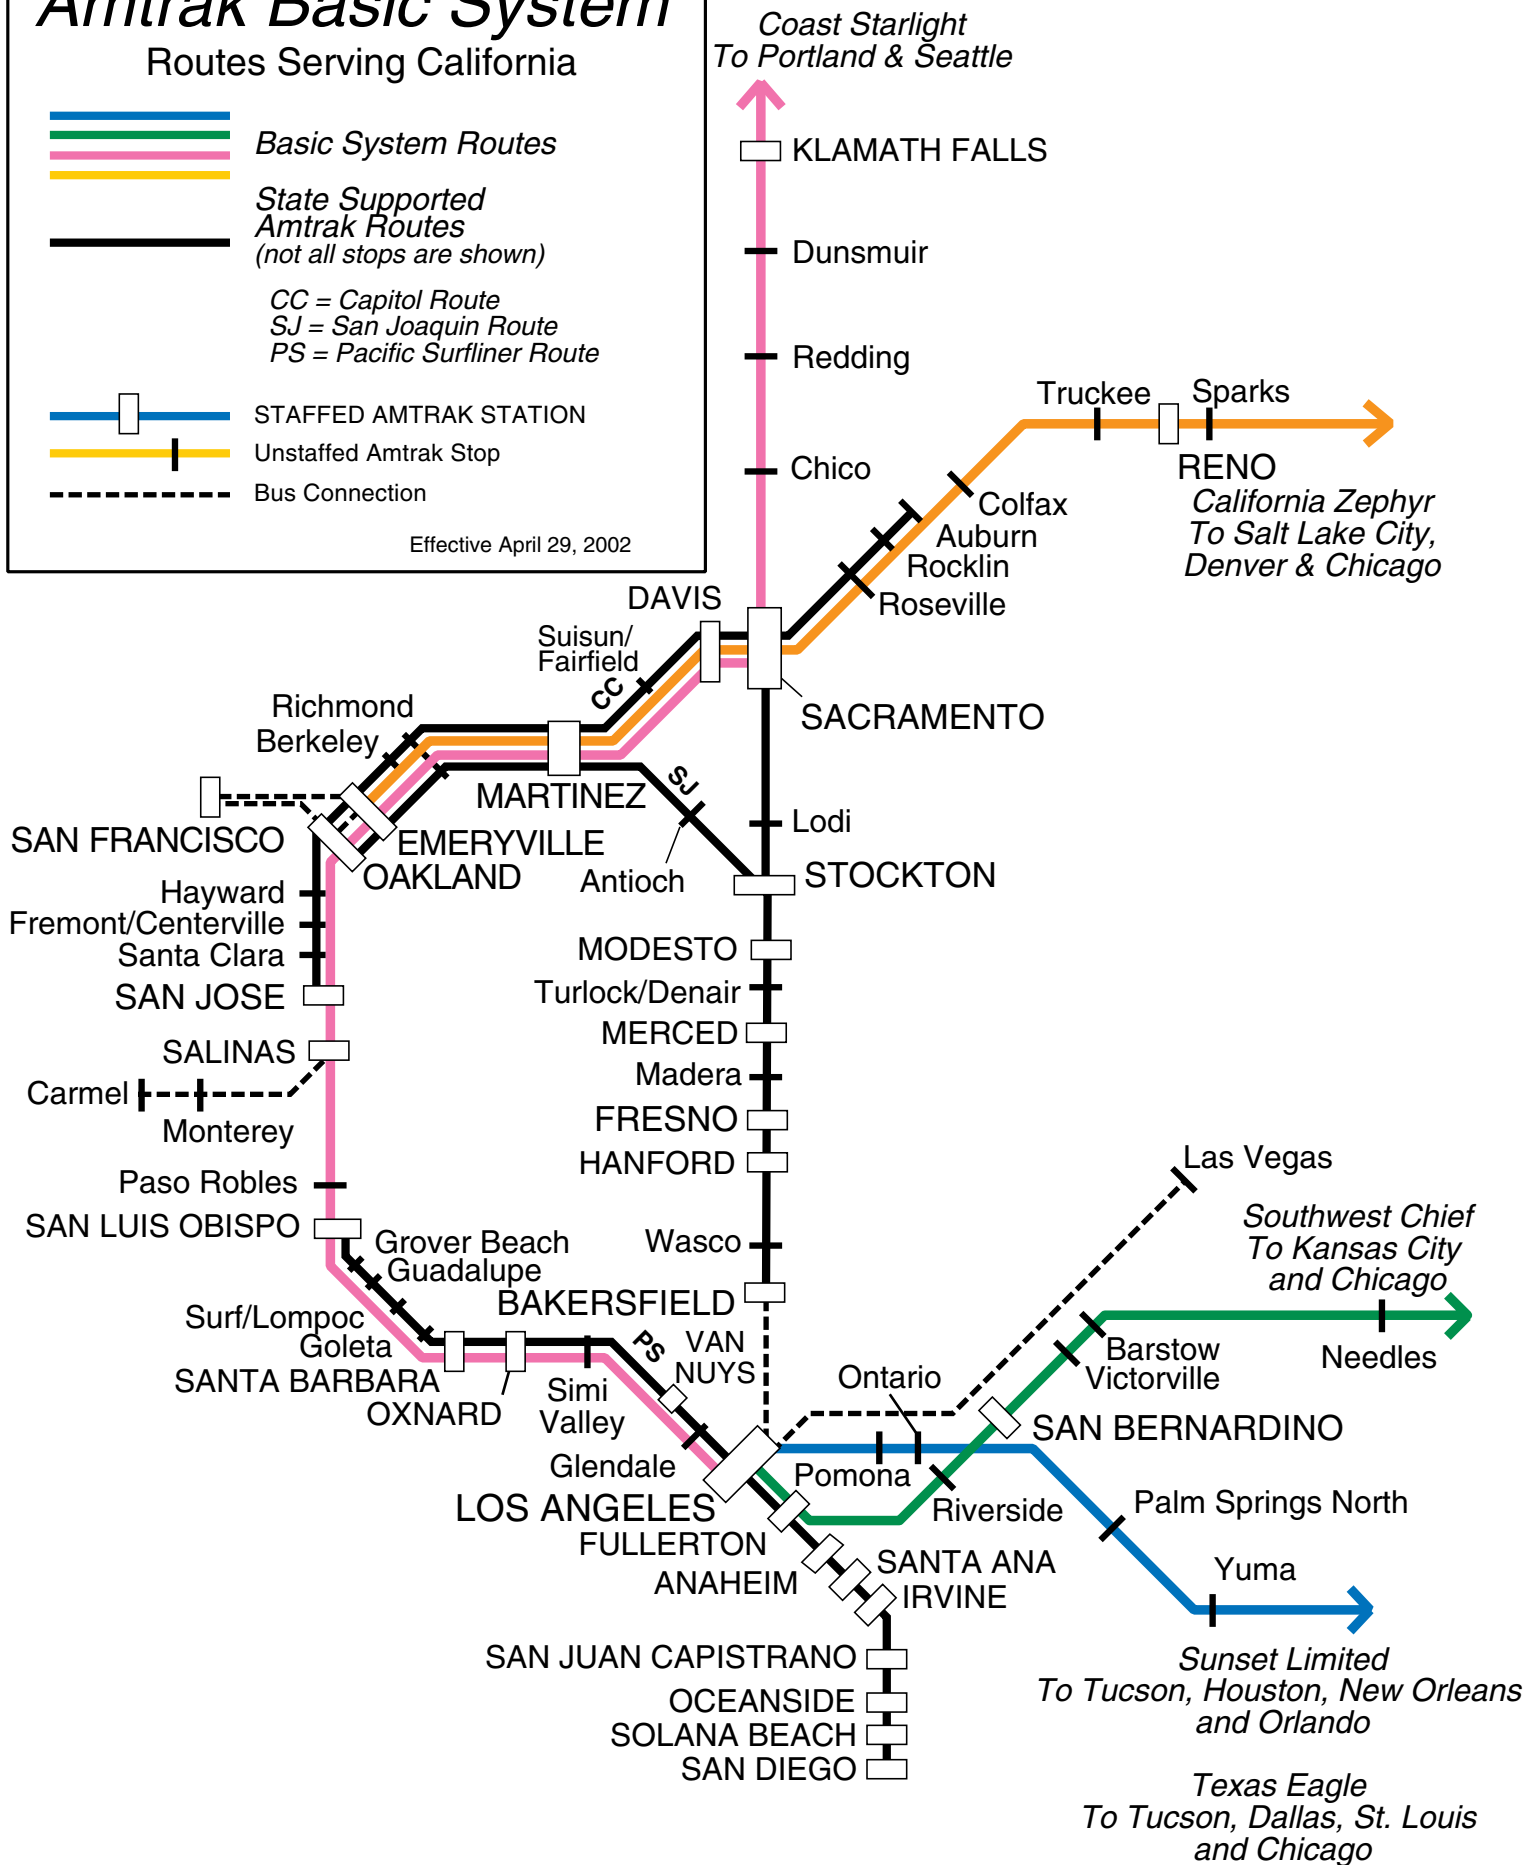 Amtrak Basic System
Routes Serving California
Basic System Routes
State Supported
Amtrak Routes
(not all stops are shown)
CC = Capitol Route
SJ = San Joaquin Route
PS = Pacific Surfliner Route
STAFFED AMTRAK STATION
Unstaffed Amtrak Stop
Bus Connection
Effective April 29, 2002
Coast Starlight
To Portland & Seattle
KLAMATH FALLS
Dunsmuir
Redding
Chico
Truckee
Sparks
RENO
California Zephyr
To Salt Lake City,
Denver & Chicago
Colfax
Auburn
Rocklin
Roseville
DAVIS
Suisun/
Fairfield
CC
SACRAMENTO
Richmond
Berkeley
MARTINEZ
SJ
SAN FRANCISCO
EMERYVILLE
OAKLAND
Antioch
Lodi
STOCKTON
Hayward
Fremont/Centerville
Santa Clara
SAN JOSE
SALINAS
Carmel
Monterey
Paso Robles
SAN LUIS OBISPO
MODESTO
Turlock/Denair
MERCED
Madera
FRESNO
HANFORD
Wasco
BAKERSFIELD
Grover Beach
Guadalupe
Surf/Lompoc
Goleta
SANTA BARBARA
OXNARD
PS
VAN
NUYS
Simi
Valley
Glendale
LOS ANGELES
Las Vegas
Southwest Chief
To Kansas City
and Chicago
Barstow
Victorville
Needles
Ontario
SAN BERNARDINO
Pomona
Riverside
Palm Springs North
Yuma
FULLERTON
ANAHEIM
SANTA ANA
IRVINE
SAN JUAN CAPISTRANO
OCEANSIDE
SOLANA BEACH
SAN DIEGO
Sunset Limited
To Tucson, Houston, New Orleans
and Orlando
Texas Eagle
To Tucson, Dallas, St. Louis
and Chicago